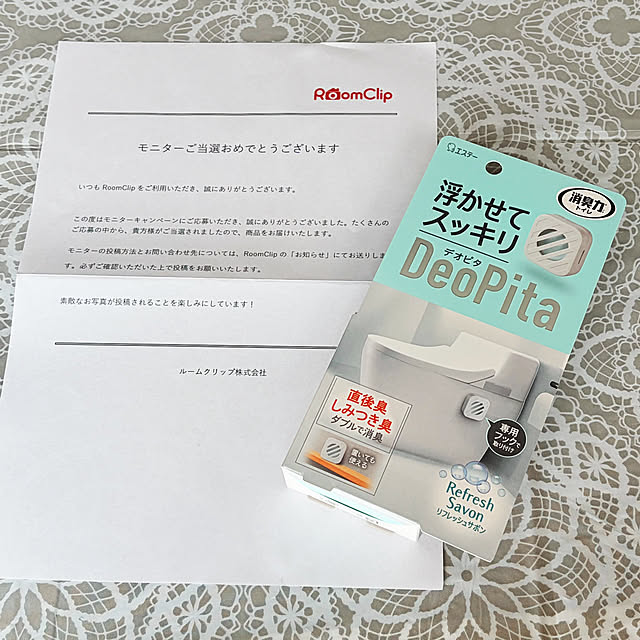 RoomClip
モニターご当選おめでとうございます
いつも RoomClip をご利用いただき、誠にありがとうございます。
この度はモニターキャンペーンにご応募いただき、誠にありがとうございました。たくさんの
ご応募の中から、貴方様がご当選されましたので、商品をお届けいたします。
モニターの投稿方法とお問い合わせ先については、RoomClip の「お知らせ」にてお送りしま
す。必ずご確認いただいた上で投稿をお願いいたします。
素敵なお写真が投稿されることを楽しみにしています！
ルームクリップ株式会社
エステー
消臭力
トイレ
浮かせて
スッキリ
デオピタ
DeoPita
直後臭
しみつき臭
ダブルで消臭
置いても
使える
専用
フックで
取り付け
Refresh
Savon
リフレッシュサボン